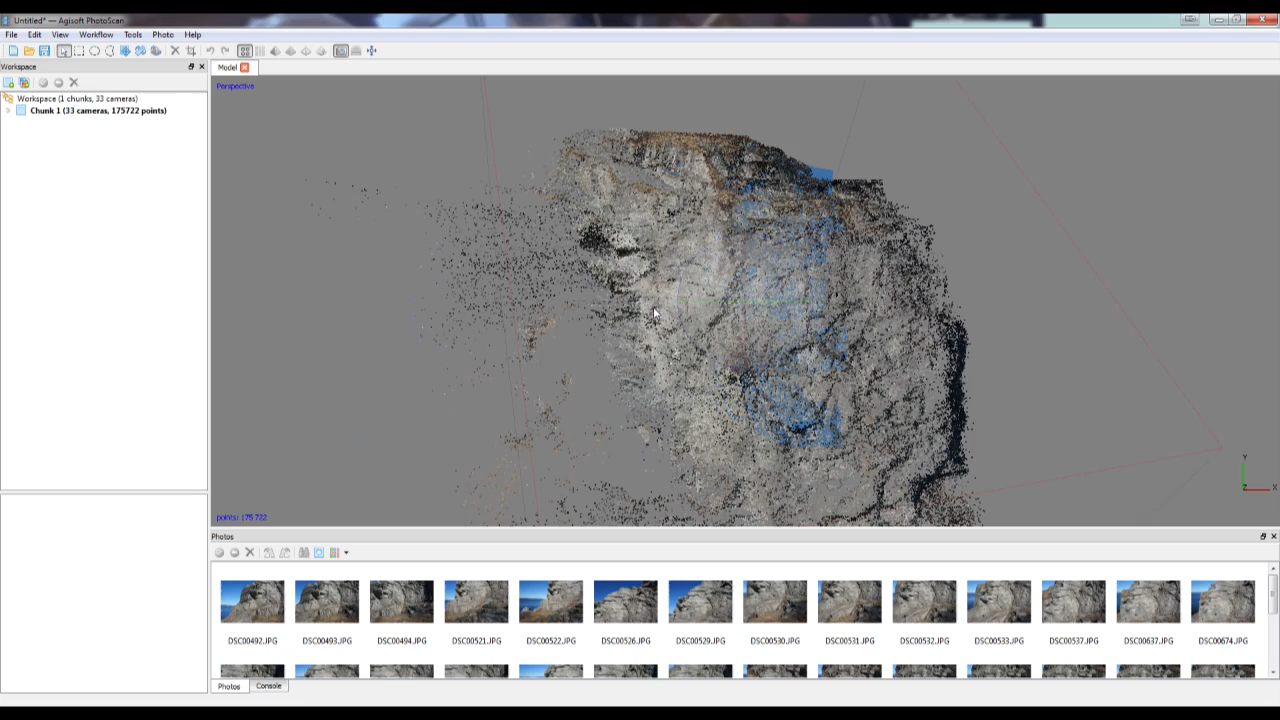 Untitled* — Agisoft PhotoScan
File Edit View Workflow Tools Photo Help
Workspace
Workspace (1 chunks, 33 cameras)
Chunk 1 (33 cameras, 175722 points)
Model
Perspective
Y
X
points: 175 722
Photos
DSC00492.JPG DSC00493.JPG DSC00494.JPG DSC00521.JPG DSC00522.JPG DSC00526.JPG DSC00529.JPG DSC00530.JPG DSC00531.JPG DSC00532.JPG DSC00533.JPG DSC00537.JPG DSC00637.JPG DSC00674.JPG
Photos Console